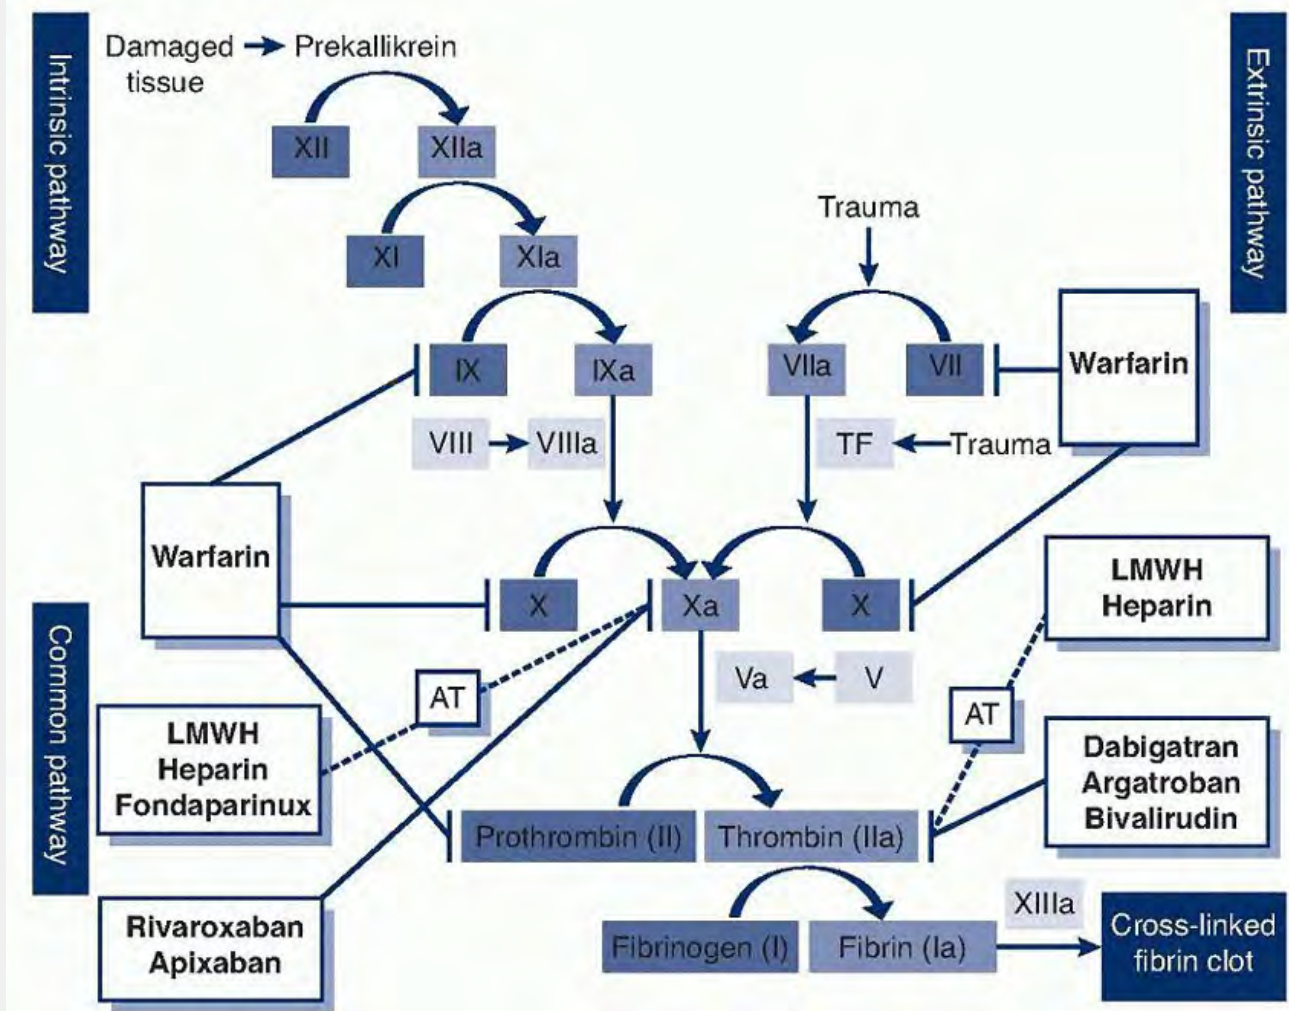 Intrinsic pathway
Damaged
tissue
Prekallikrein
Extrinsic pathway
XII
XIIa
XI
XIa
Trauma
IX
IXa
VIIa
VII
Warfarin
VIII
VIIIa
TF
Trauma
Warfarin
X
Xa
X
LMWH
Heparin
Common pathway
Va
V
AT
AT
LMWH
Heparin
Fondaparinux
Dabigatran
Argatroban
Bivalirudin
Prothrombin (II)
Thrombin (IIa)
Rivaroxaban
Apixaban
Fibrinogen (I)
Fibrin (Ia)
XIIIa
Cross-linked
fibrin clot